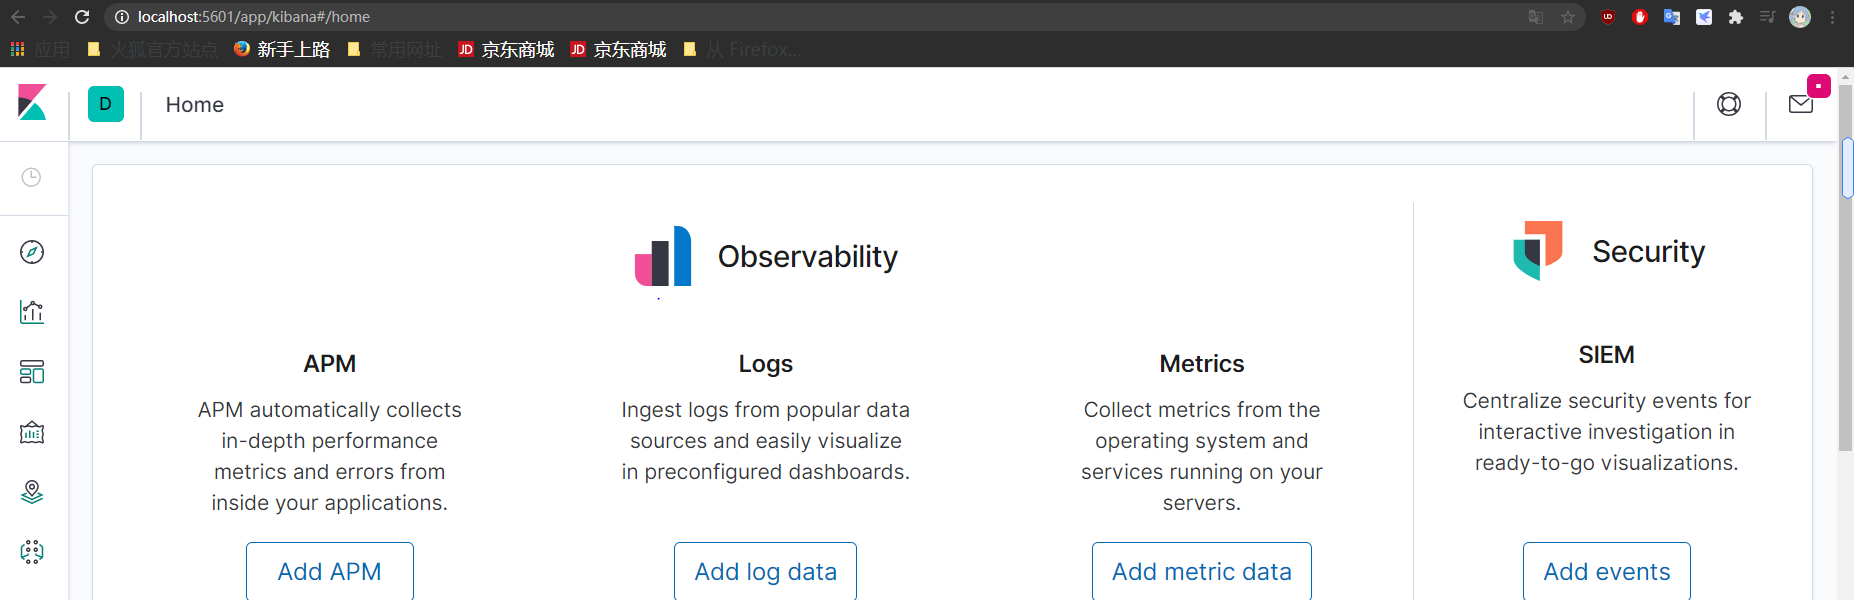 localhost:5601/app/kibana#/home
应用 火狐官方站点 新手上路 常用网址 JD 京东商城 JD 京东商城 从 Firefox...
D Home
Observability
Security
APM
APM automatically collects
in-depth performance
metrics and errors from
inside your applications.
Add APM
Logs
Ingest logs from popular data
sources and easily visualize
in preconfigured dashboards.
Add log data
Metrics
Collect metrics from the
operating system and
services running on your
servers.
Add metric data
SIEM
Centralize security events for
interactive investigation in
ready-to-go visualizations.
Add events